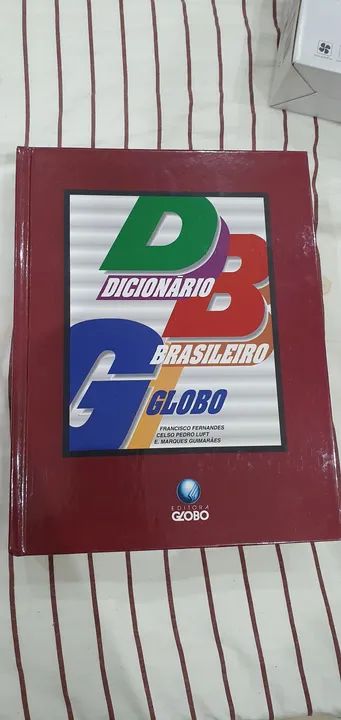 D
DICIONÁRIO
B
BRASILEIRO
G
GLOBO
FRANCISCO FERNANDES
CELSO PEDRO LUFT
E. MARQUES GUIMARÃES
EDITORA
GLOBO